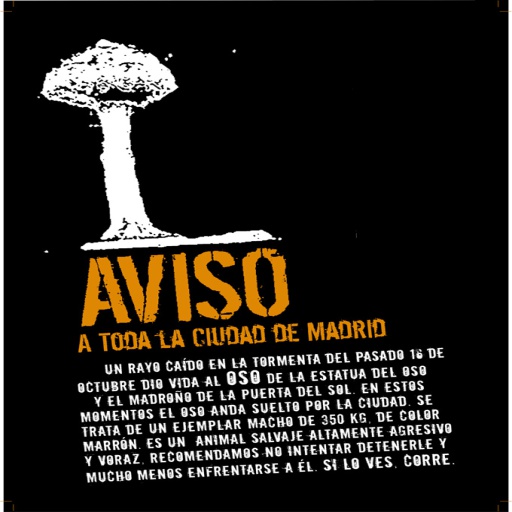 AVISO
A TODA LA CIUDAD DE MADRID
UN RAYO CAÍDO EN LA TORMENTA DEL PASADO 16 DE
OCTUBRE DIO VIDA AL OSO DE LA ESTATUA DEL OSO
Y EL MADROÑO DE LA PUERTA DEL SOL. EN ESTOS
MOMENTOS EL OSO ANDA SUELTO POR LA CIUDAD. SE
TRATA DE UN EJEMPLAR MACHO DE 350 KG, DE COLOR
MARRÓN. ES UN ANIMAL SALVAJE ALTAMENTE AGRESIVO
Y VORAZ, RECOMENDAMOS NO INTENTAR DETENERLE Y
MUCHO MENOS ENFRENTARSE A ÉL. SI LO VES, CORRE.